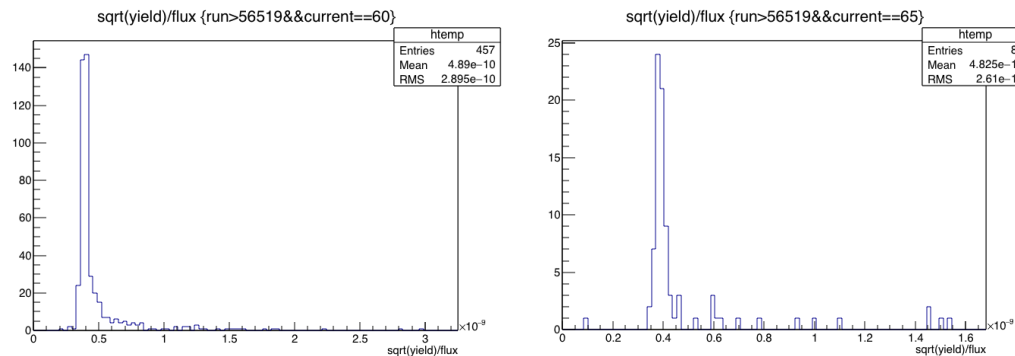 sqrt(yield)/flux {run>56519&&current==60}
htemp
Entries 457
Mean 4.89e−10
RMS 2.895e−10
140
120
100
80
60
40
20
0
0 0.5 1 1.5 2 2.5 3
×10⁻⁹
sqrt(yield)/flux
sqrt(yield)/flux {run>56519&&current==65}
htemp
Entries 8
Mean 4.825e−1
RMS 2.61e−1
25
20
15
10
5
0
0 0.2 0.4 0.6 0.8 1 1.2 1.4 1.6
×10⁻⁹
sqrt(yield)/flux